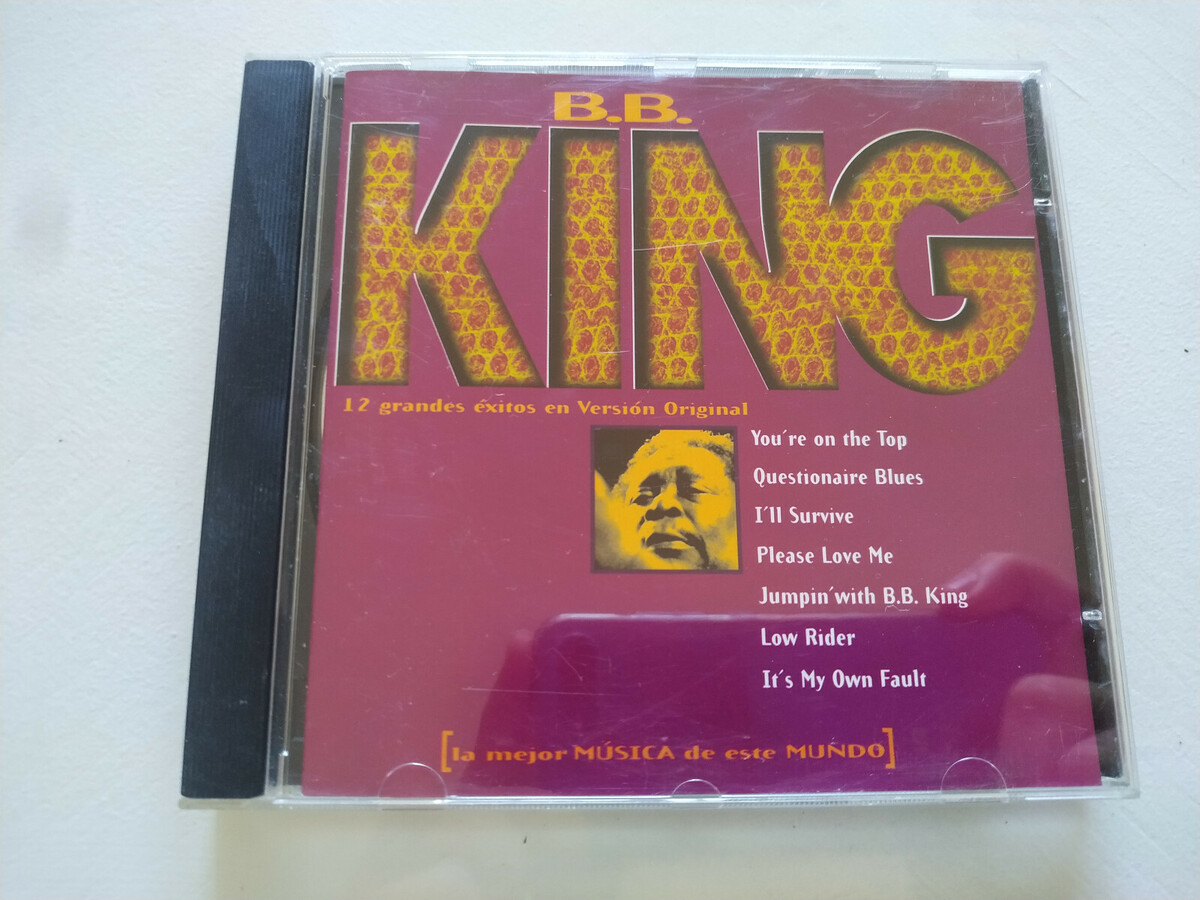 B.B.
KING
12 grandes éxitos en Versión Original
You´re on the Top
Questionaire Blues
I´ll Survive
Please Love Me
Jumpin´with B.B. King
Low Rider
It´s My Own Fault
[la mejor MÚSICA de este MUNDO]